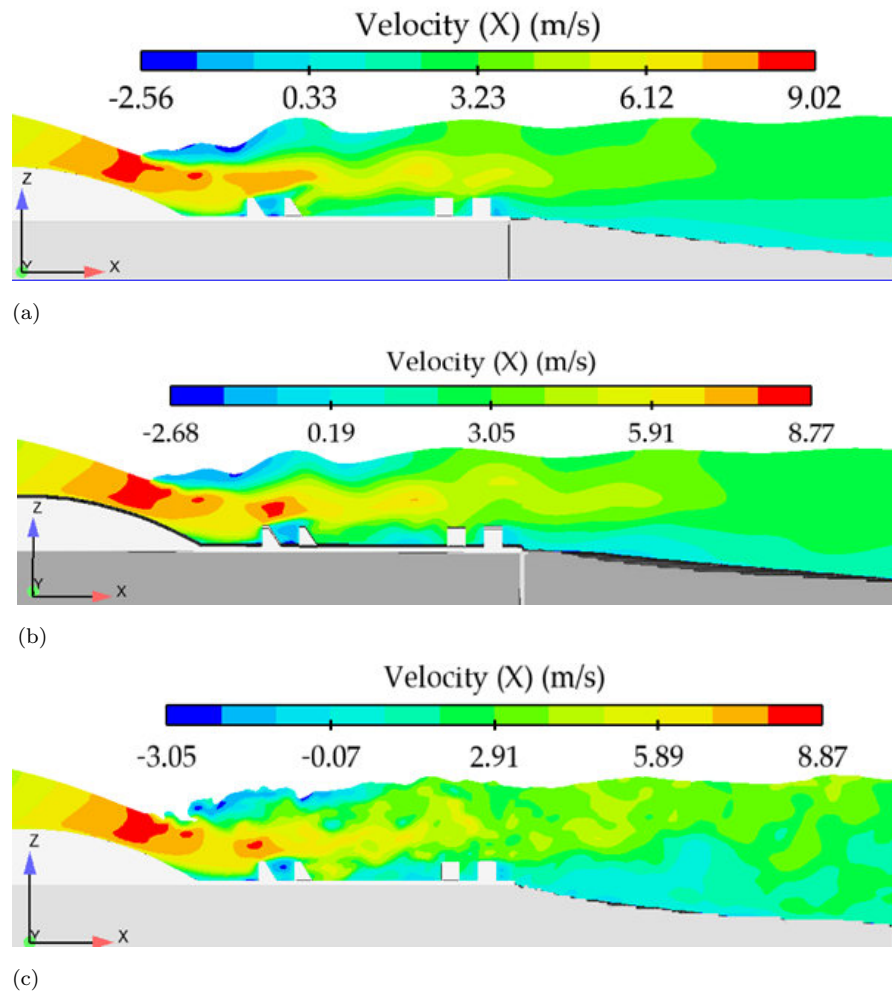 Velocity (X) (m/s)
-2.56 0.33 3.23 6.12 9.02
Z
Y X
(a)
Velocity (X) (m/s)
-2.68 0.19 3.05 5.91 8.77
Z
Y X
(b)
Velocity (X) (m/s)
-3.05 -0.07 2.91 5.89 8.87
Z
Y X
(c)